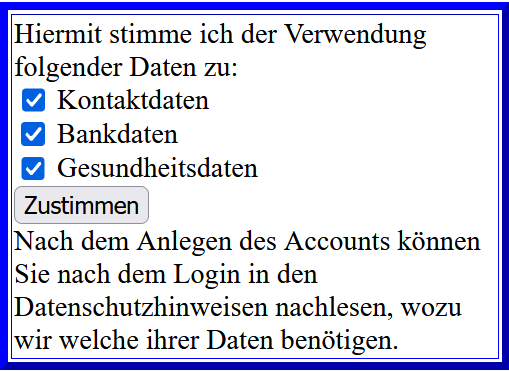 Hiermit stimme ich der Verwendung
folgender Daten zu:
Kontaktdaten
Bankdaten
Gesundheitsdaten
Zustimmen
Nach dem Anlegen des Accounts können
Sie nach dem Login in den
Datenschutzhinweisen nachlesen, wozu
wir welche ihrer Daten benötigen.